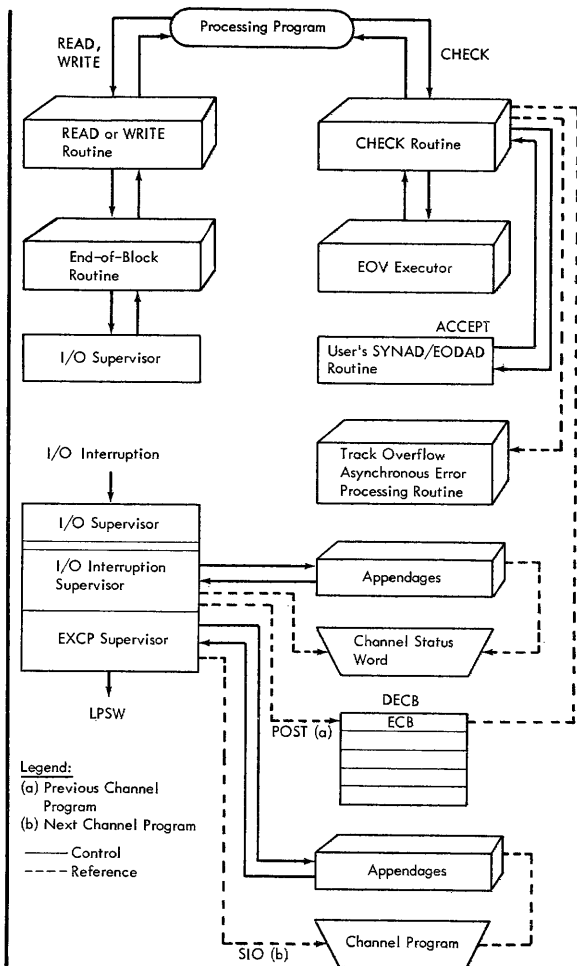 Processing Program
READ,
WRITE
CHECK
READ or WRITE
Routine
CHECK Routine
End-of-Block
Routine
EOV Executor
ACCEPT
I/O Supervisor
User's SYNAD/EODAD
Routine
Track Overflow
Asynchronous Error
Processing Routine
I/O Interruption
I/O Supervisor
I/O Interruption
Supervisor
Appendages
EXCP Supervisor
Channel Status
Word
LPSW
DECB
ECB
POST (a)
Legend:
(a) Previous Channel
Program
(b) Next Channel Program
Control
Reference
Appendages
Channel Program
SIO (b)